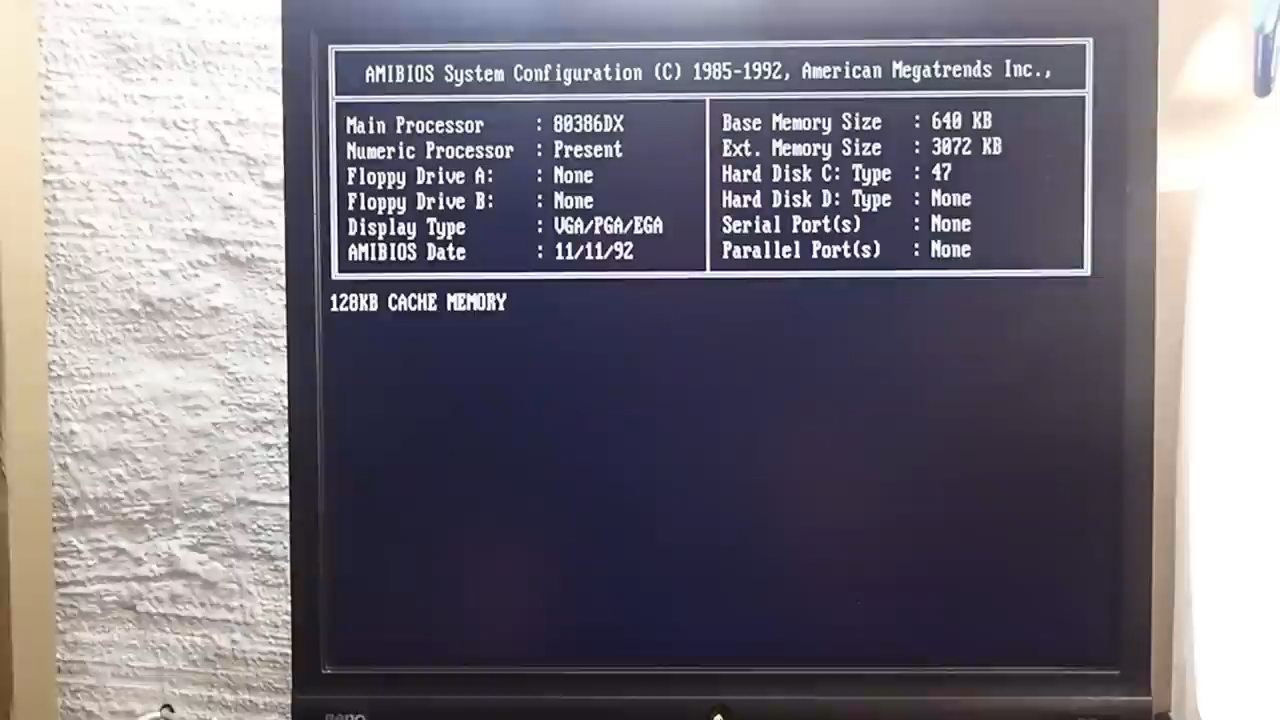 AMIBIOS System Configuration (C) 1985-1992, American Megatrends Inc.,
Main Processor : 80386DX
Numeric Processor : Present
Floppy Drive A: : None
Floppy Drive B: : None
Display Type : VGA/PGA/EGA
AMIBIOS Date : 11/11/92
Base Memory Size : 640 KB
Ext. Memory Size : 3072 KB
Hard Disk C: Type : 47
Hard Disk D: Type : None
Serial Port(s) : None
Parallel Port(s) : None
128KB CACHE MEMORY